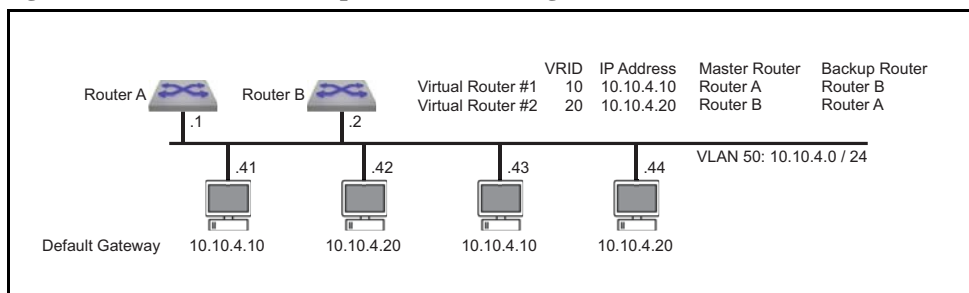 VRID IP Address Master Router Backup Router
Virtual Router #1 10 10.10.4.10 Router A Router B
Virtual Router #2 20 10.10.4.20 Router B Router A
Router A
Router B
.1
.2
VLAN 50: 10.10.4.0 / 24
.41
.42
.43
.44
Default Gateway 10.10.4.10 10.10.4.20 10.10.4.10 10.10.4.20